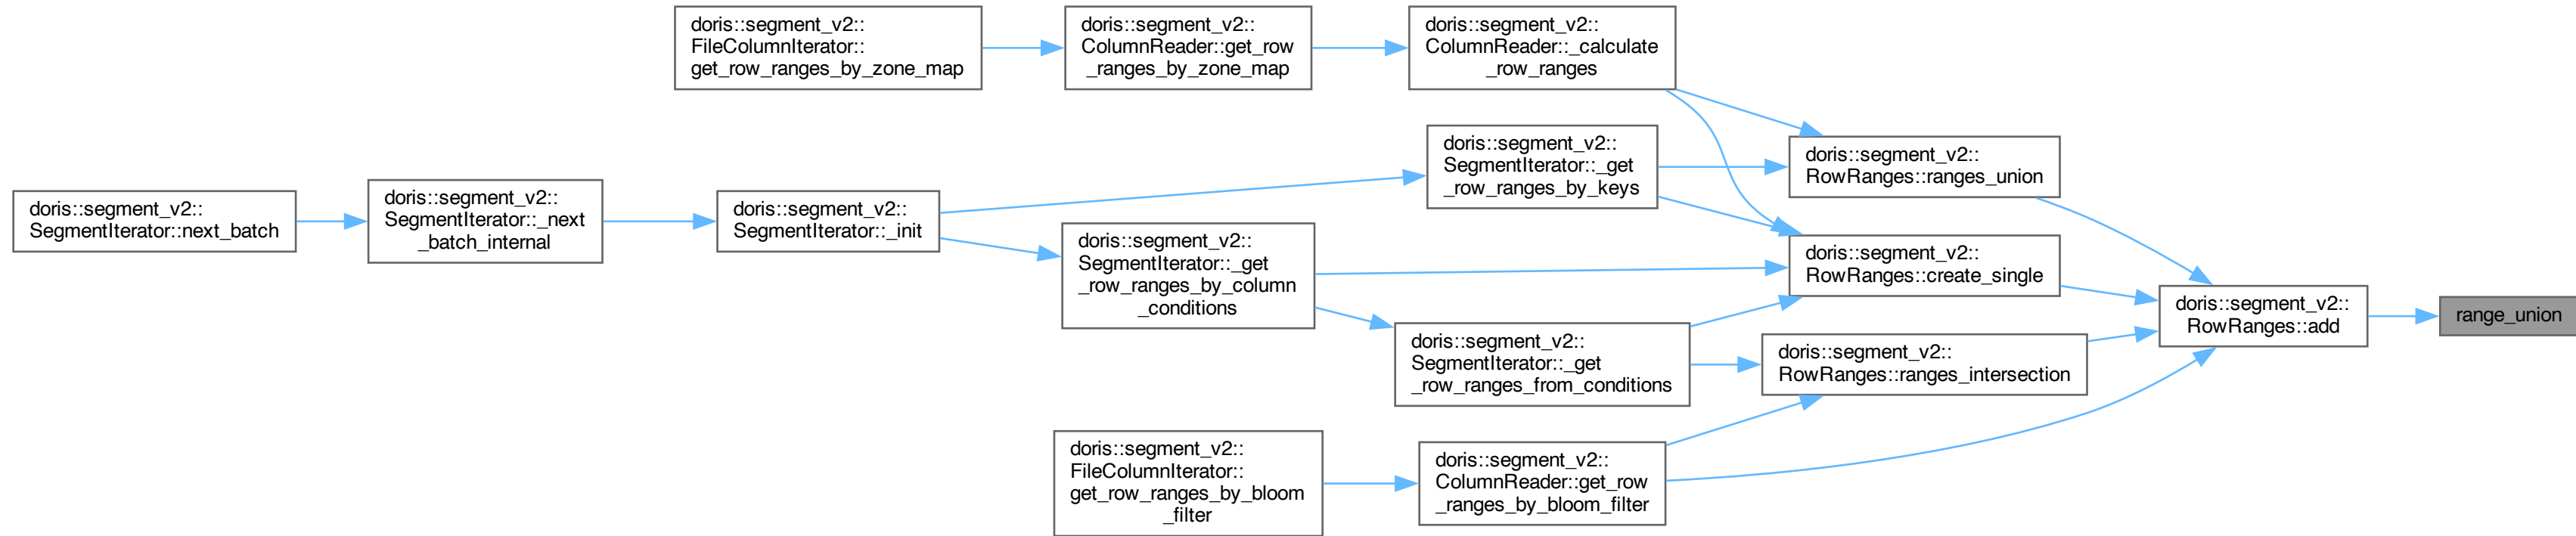 doris::segment_v2::
FileColumnIterator::
get_row_ranges_by_zone_map
doris::segment_v2::
ColumnReader::get_row
_ranges_by_zone_map
doris::segment_v2::
ColumnReader::_calculate
_row_ranges
doris::segment_v2::
SegmentIterator::_get
_row_ranges_by_keys
doris::segment_v2::
RowRanges::ranges_union
doris::segment_v2::
SegmentIterator::next_batch
doris::segment_v2::
SegmentIterator::_next
_batch_internal
doris::segment_v2::
SegmentIterator::_init
doris::segment_v2::
SegmentIterator::_get
_row_ranges_by_column
_conditions
doris::segment_v2::
RowRanges::create_single
doris::segment_v2::
RowRanges::add
range_union
doris::segment_v2::
SegmentIterator::_get
_row_ranges_from_conditions
doris::segment_v2::
RowRanges::ranges_intersection
doris::segment_v2::
FileColumnIterator::
get_row_ranges_by_bloom
_filter
doris::segment_v2::
ColumnReader::get_row
_ranges_by_bloom_filter